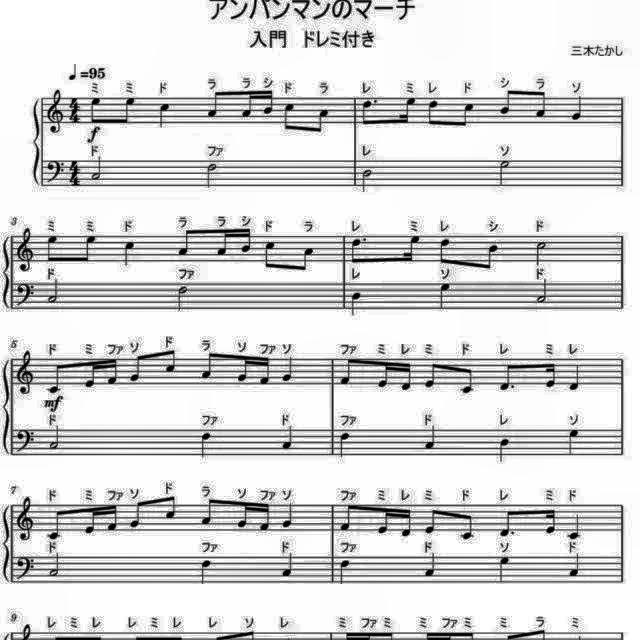 アンパンマンのマーチ
入門 ドレミ付き
三木たかし
♩=95
ミ ミ ド ラ ラ シ ド ラ レ ミ レ ド シ ラ ソ
f
ド ファ レ ソ
3
ミ ミ ド ラ ラ シ ド ラ レ ミ レ シ ド
ド ファ レ ソ ド
5
ド ミ ファ ソ ド ラ ソ ファ ソ ファ ミ レ ミ ド レ ミ レ
mf
ド ファ ド ファ ド レ ソ
7
ド ミ ファ ソ ド ラ ソ ファ ソ ファ ミ レ ミ ド レ ミ ド
ド ファ ド ファ ド ソ ド
9
レ ミ レ ミ レ ミ レ ソ レ ミ ファ ミ ファ ミ ミ ラ ミ